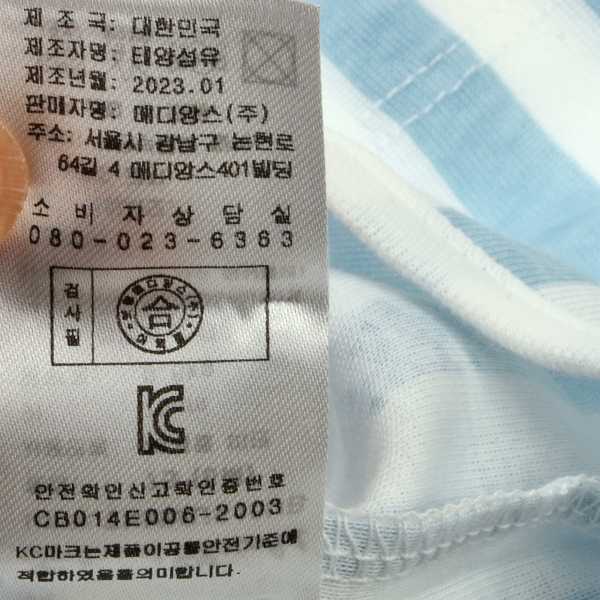 제 조 국: 대한민국
제조자명: 태양섬유
제조년월: 2023.01
판매자명: 메디앙스(주)
주소: 서울시 강남구 논현로
64길 4 메디앙스401빌딩
소 비 자 상 담 실
080-023-6363
검사필
합
안전확인신고확인증번호
CB014E006-2003
KC마크는제품이공통안전기준에
적합하였음을의미합니다.